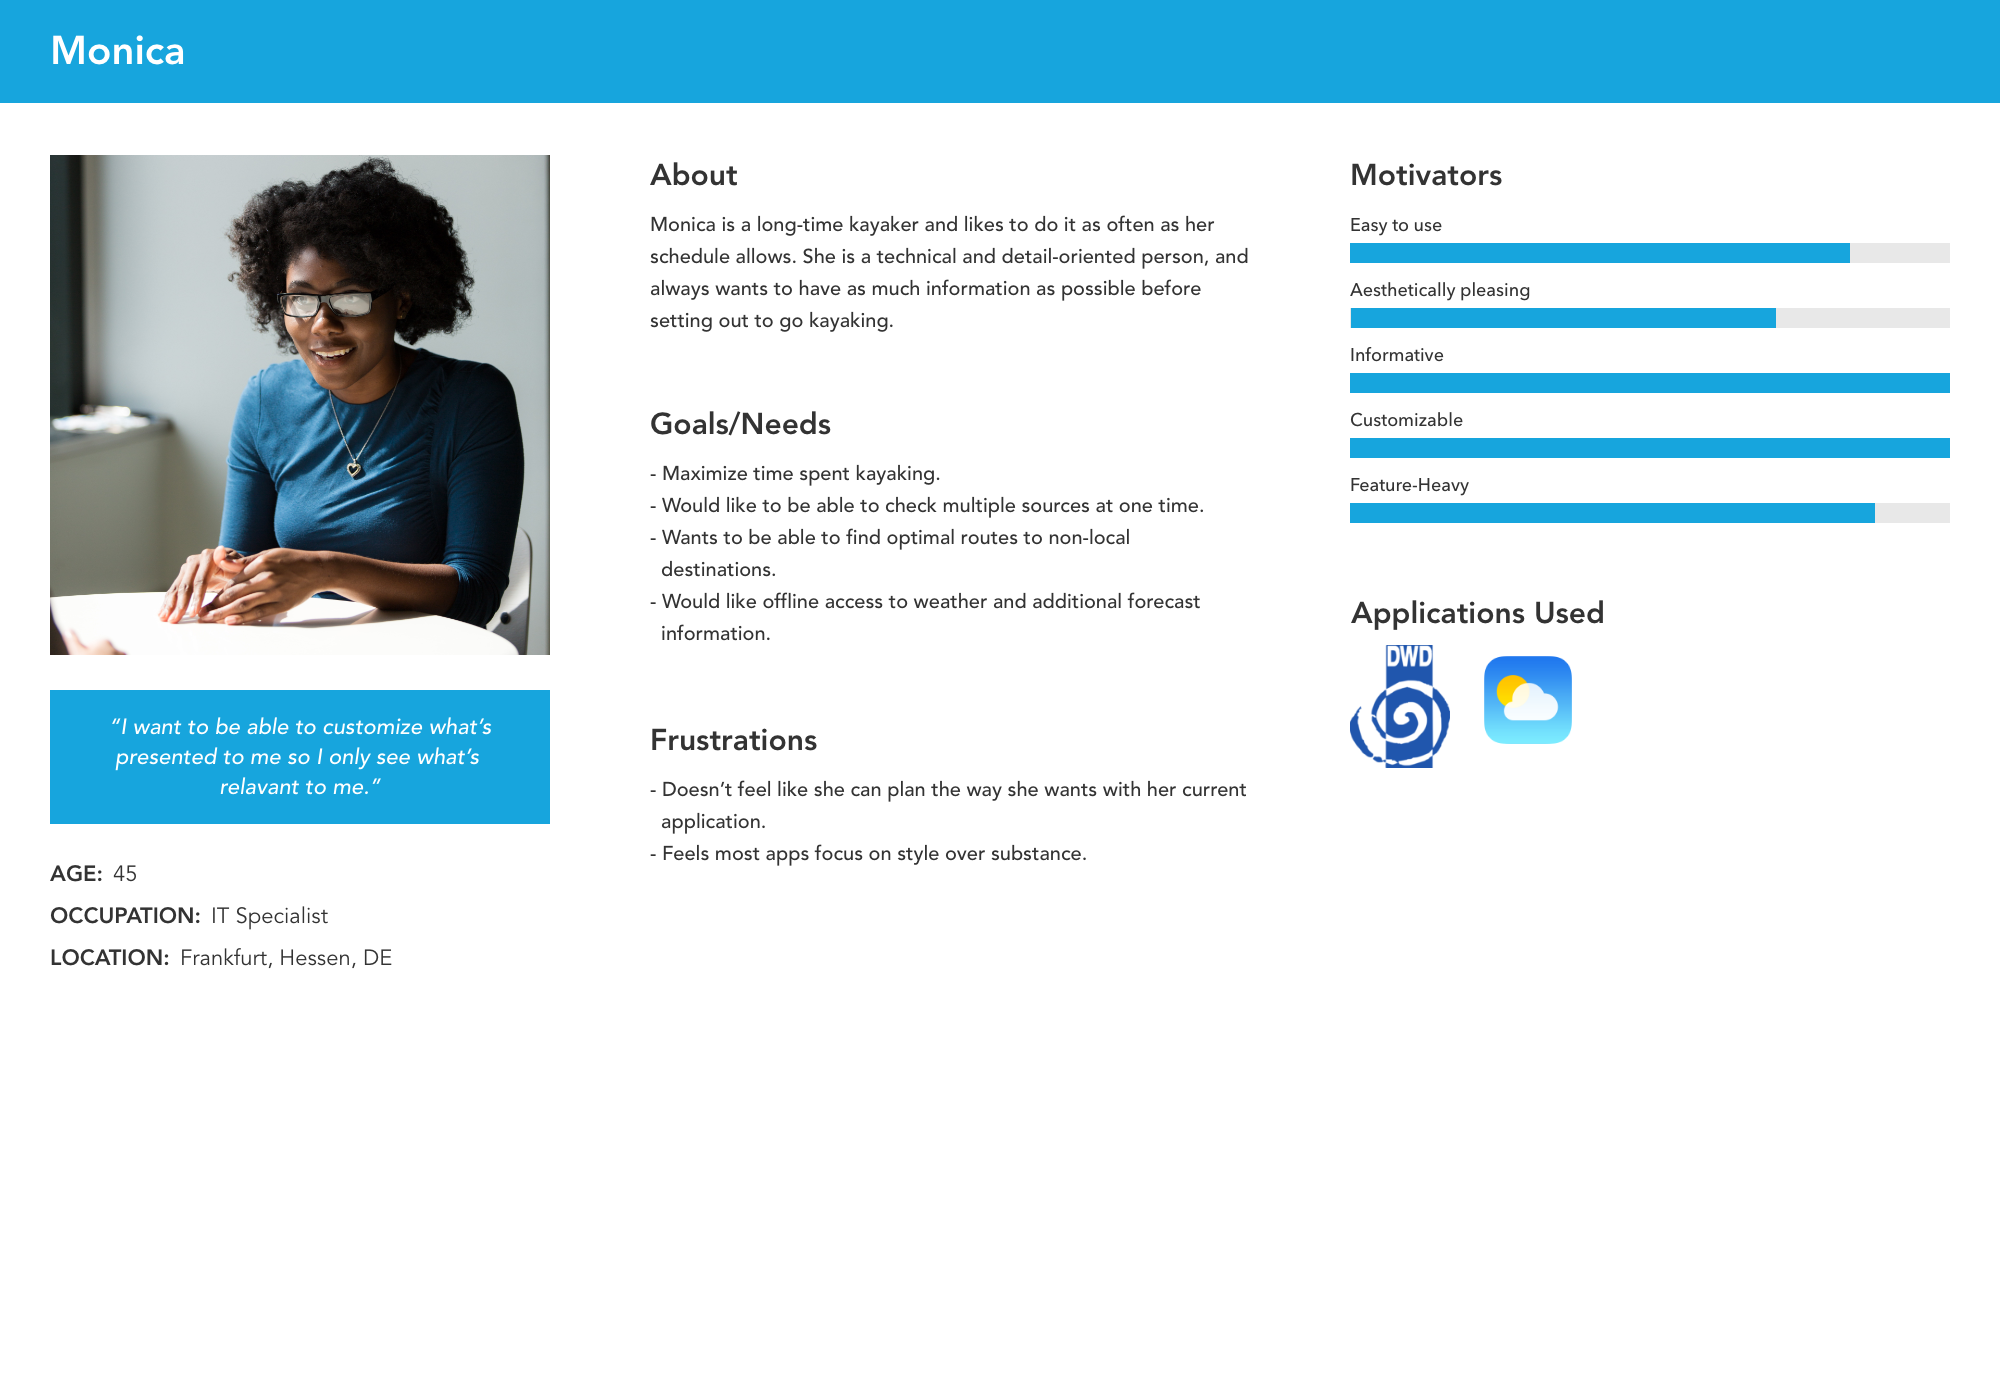 Monica
“I want to be able to customize what’s
presented to me so I only see what’s
relavant to me.”
AGE: 45
OCCUPATION: IT Specialist
LOCATION: Frankfurt, Hessen, DE
About
Monica is a long-time kayaker and likes to do it as often as her
schedule allows. She is a technical and detail-oriented person, and
always wants to have as much information as possible before
setting out to go kayaking.
Goals/Needs
- Maximize time spent kayaking.
- Would like to be able to check multiple sources at one time.
- Wants to be able to find optimal routes to non-local
destinations.
- Would like offline access to weather and additional forecast
information.
Frustrations
- Doesn’t feel like she can plan the way she wants with her current
application.
- Feels most apps focus on style over substance.
Motivators
Easy to use
Aesthetically pleasing
Informative
Customizable
Feature-Heavy
Applications Used
DWD